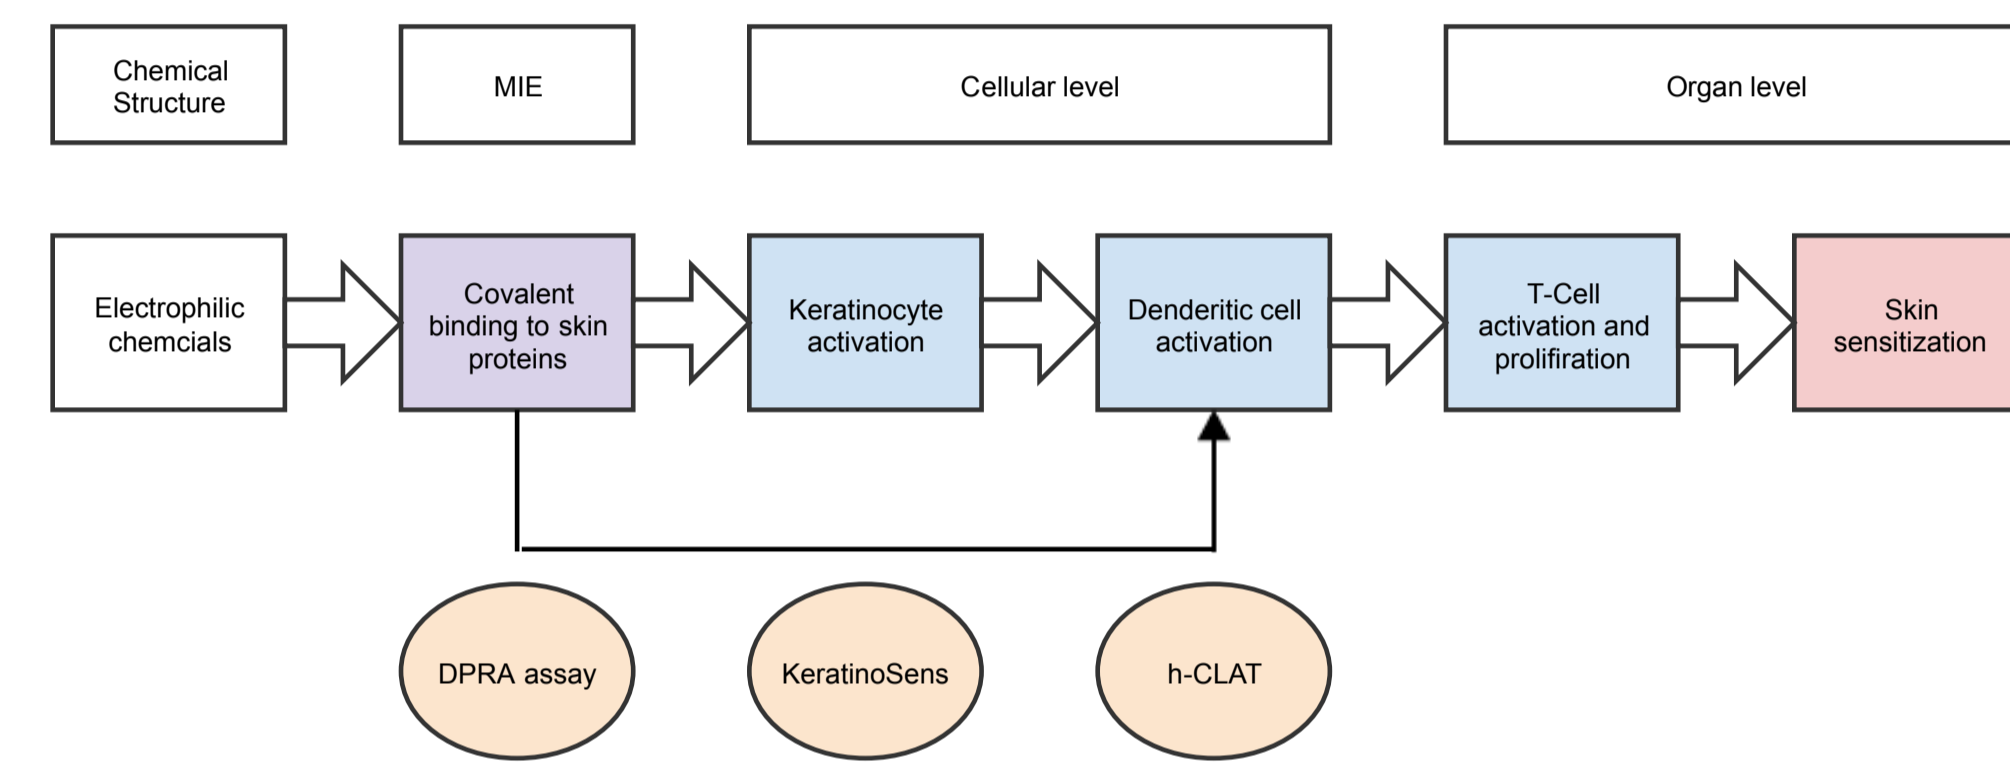 Chemical
Structure
MIE
Cellular level
Organ level
Electrophilic
chemcials
Covalent
binding to skin
proteins
Keratinocyte
activation
Denderitic cell
activation
T-Cell
activation and
prolifiration
Skin
sensitization
DPRA assay
KeratinoSens
h-CLAT